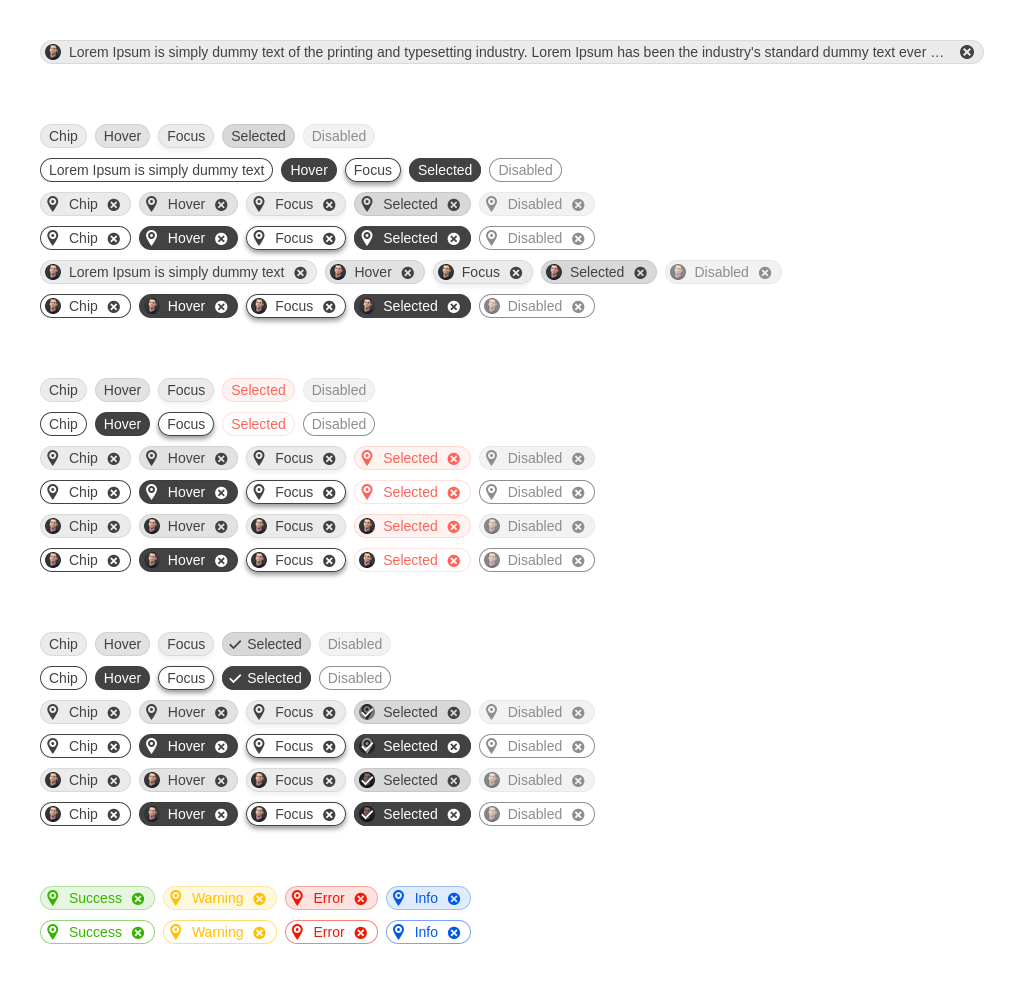 Lorem Ipsum is simply dummy text of the printing and typesetting industry. Lorem Ipsum has been the industry's standard dummy text ever …
Chip Hover Focus Selected Disabled
Lorem Ipsum is simply dummy text Hover Focus Selected Disabled
Chip Hover Focus Selected Disabled
Chip Hover Focus Selected Disabled
Lorem Ipsum is simply dummy text Hover Focus Selected Disabled
Chip Hover Focus Selected Disabled
Chip Hover Focus Selected Disabled
Chip Hover Focus Selected Disabled
Chip Hover Focus Selected Disabled
Chip Hover Focus Selected Disabled
Chip Hover Focus Selected Disabled
Chip Hover Focus Selected Disabled
Chip Hover Focus Selected Disabled
Chip Hover Focus Selected Disabled
Chip Hover Focus Selected Disabled
Chip Hover Focus Selected Disabled
Chip Hover Focus Selected Disabled
Chip Hover Focus Selected Disabled
Success Warning Error Info
Success Warning Error Info